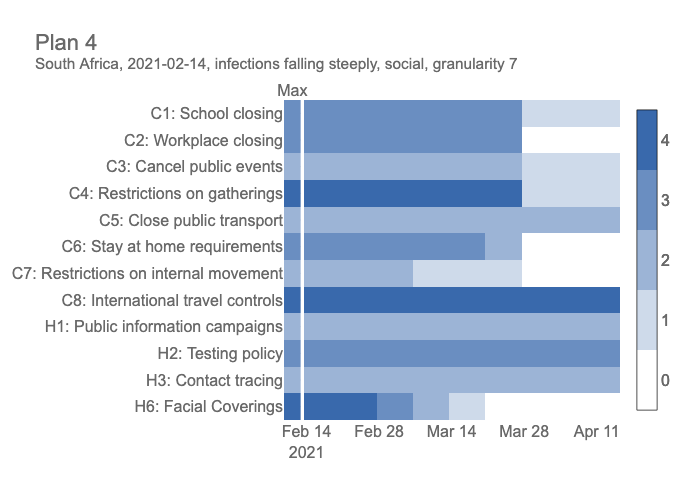 Plan 4
South Africa, 2021-02-14, infections falling steeply, social, granularity 7
Max
C1: School closing
C2: Workplace closing
C3: Cancel public events
C4: Restrictions on gatherings
C5: Close public transport
C6: Stay at home requirements
C7: Restrictions on internal movement
C8: International travel controls
H1: Public information campaigns
H2: Testing policy
H3: Contact tracing
H6: Facial Coverings
Feb 14 Feb 28 Mar 14 Mar 28 Apr 11
2021
4
3
2
1
0